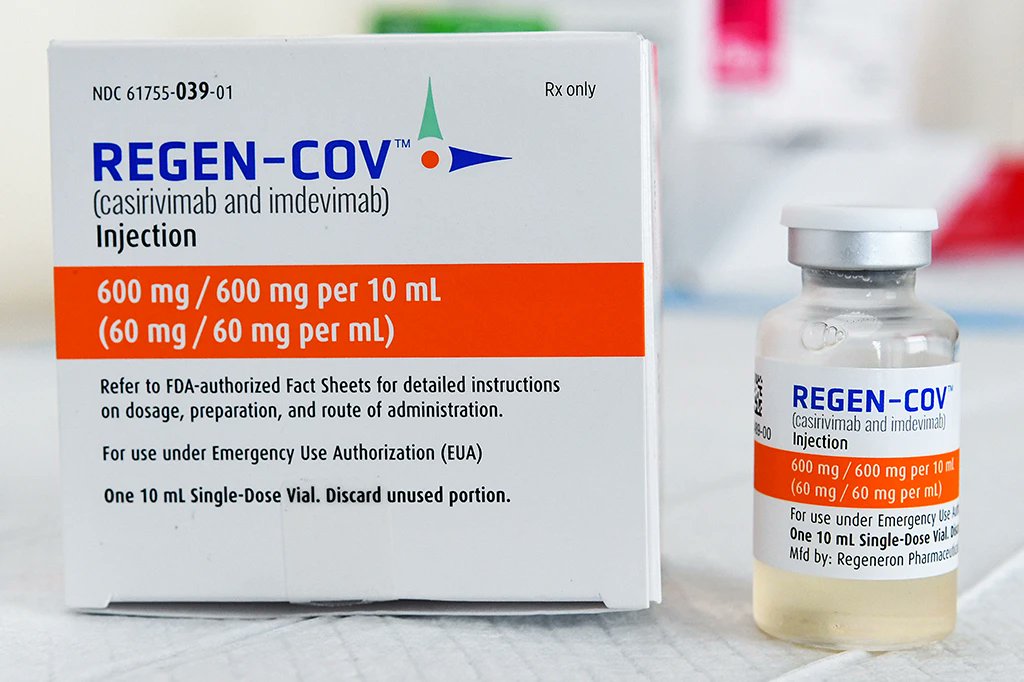 NDC 61755-039-01
Rx only
REGEN-COV™
(casirivimab and imdevimab)
Injection
600 mg / 600 mg per 10 mL
(60 mg / 60 mg per mL)
Refer to FDA-authorized Fact Sheets for detailed instructions
on dosage, preparation, and route of administration.
For use under Emergency Use Authorization (EUA)
One 10 mL Single-Dose Vial. Discard unused portion.
REGEN-COV™
(casirivimab and imdevimab)
Injection
600 mg / 600 mg per 10 mL
(60 mg / 60 mg per mL)
For use under Emergency Use
One 10 mL Single-Dose Vial.
Mfd by: Regeneron